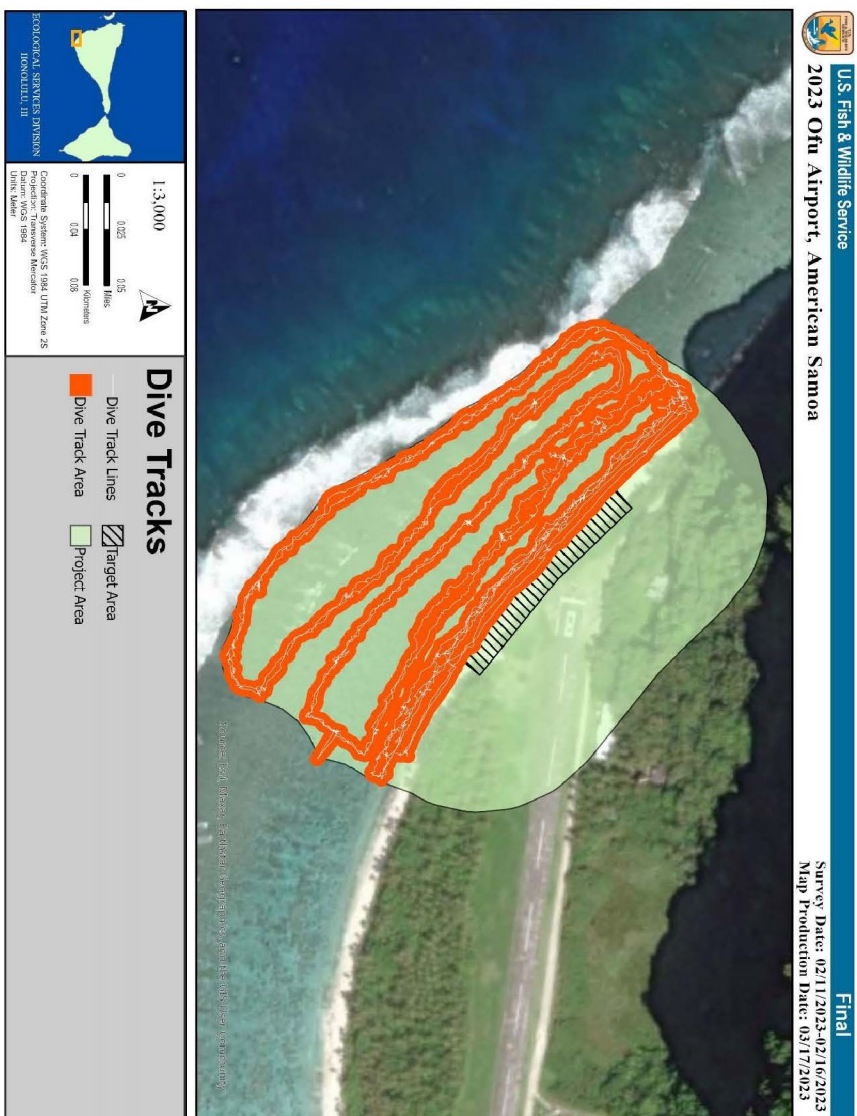 U.S. Fish & Wildlife Service
Final
2023 Ofu Airport, American Samoa
Survey Date: 02/11/2023-02/16/2023
Map Production Date: 03/17/2023
ECOLOGICAL SERVICES DIVISION
HONOLULU, HI
1:3,000
0 0.025 0.05
Miles
0 0.04 0.08
Kilometers
N
Coordinate System: WGS 1984 UTM Zone 2S
Projection: Transverse Mercator
Datum: WGS 1984
Units: Meter
Dive Tracks
Dive Track Lines
Dive Track Area
Target Area
Project Area